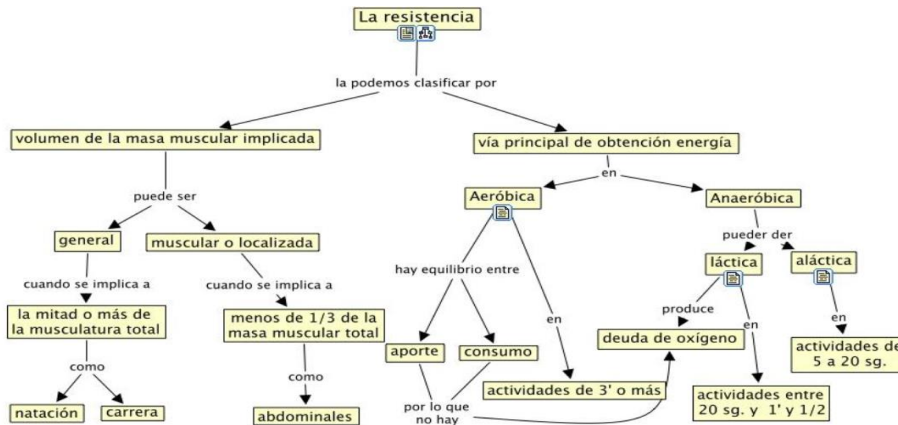 La resistencia
la podemos clasificar por
volumen de la masa muscular implicada
vía principal de obtención energía
puede ser
en
general
muscular o localizada
Aeróbica
Anaeróbica
pueder der
cuando se implica a
cuando se implica a
hay equilibrio entre
láctica
aláctica
la mitad o más de
la musculatura total
menos de 1/3 de la
masa muscular total
produce
aporte
consumo
en
deuda de oxígeno
en
en
como
como
actividades de
5 a 20 sg.
natación
carrera
abdominales
por lo que
no hay
actividades de 3' o más
actividades entre
20 sg. y 1' y 1/2